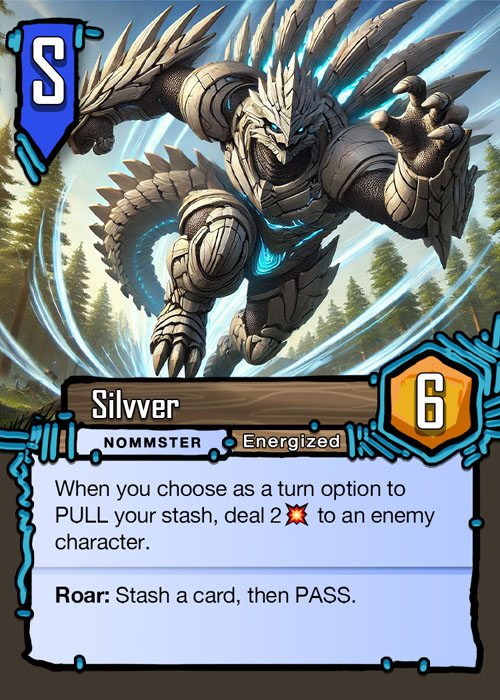 S
Silvver
6
NOMMSTER
Energized
When you choose as a turn option to
PULL your stash, deal 2💥 to an enemy
character.
Roar: Stash a card, then PASS.